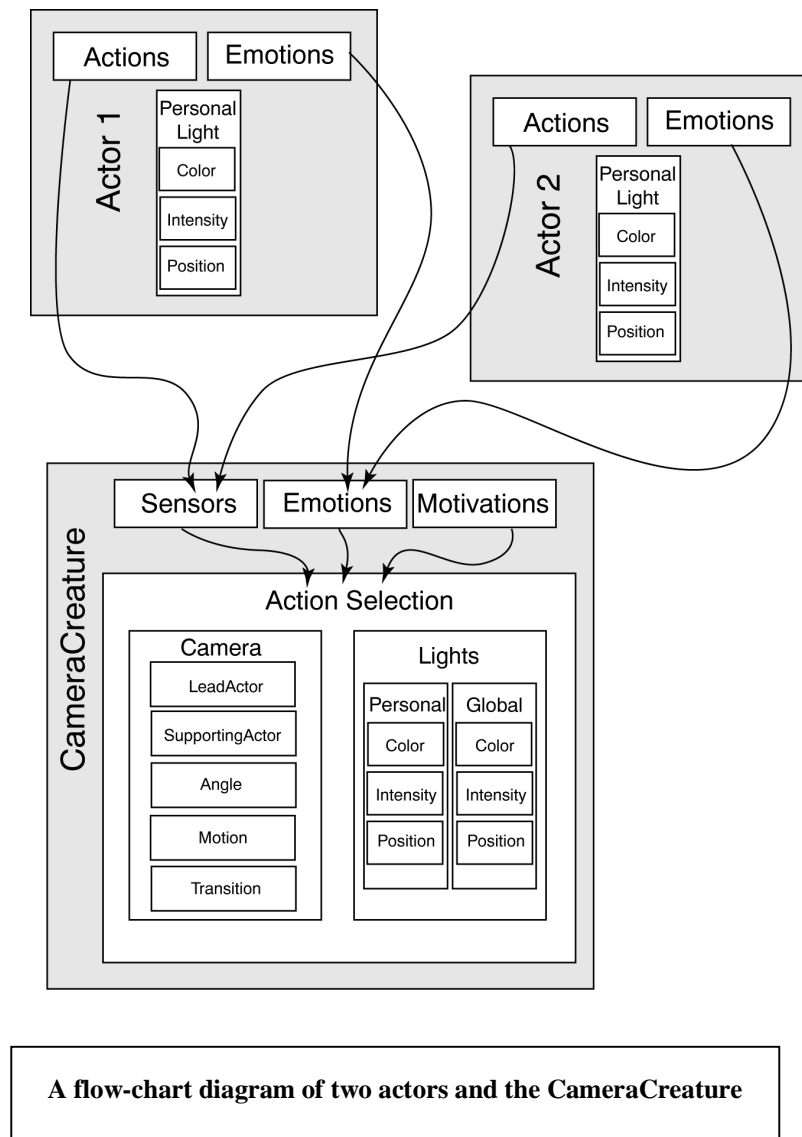 Actions
Emotions
Actor 1
Personal
Light
Color
Intensity
Position
Actions
Emotions
Actor 2
Personal
Light
Color
Intensity
Position
CameraCreature
Sensors
Emotions
Motivations
Action Selection
Camera
LeadActor
SupportingActor
Angle
Motion
Transition
Lights
Personal
Color
Intensity
Position
Global
Color
Intensity
Position
A flow-chart diagram of two actors and the CameraCreature